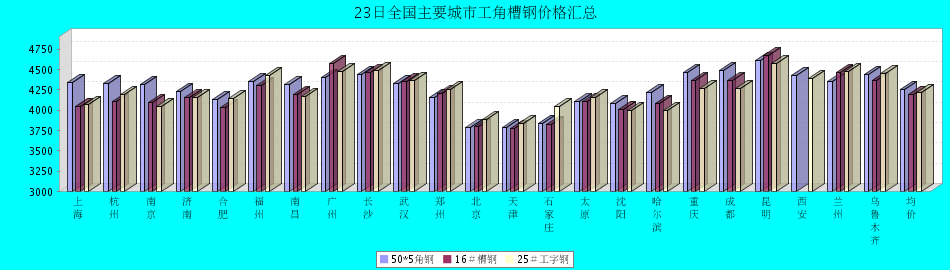 23日全国主要城市工角槽钢价格汇总
4750
4500
4250
4000
3750
3500
3250
3000
上海 杭州 南京 济南 合肥 福州 南昌 广州 长沙 武汉 郑州 北京 天津 石家庄 太原 沈阳 哈尔滨 重庆 成都 昆明 西安 兰州 乌鲁木齐 均价
50*5角钢 16#槽钢 25#工字钢